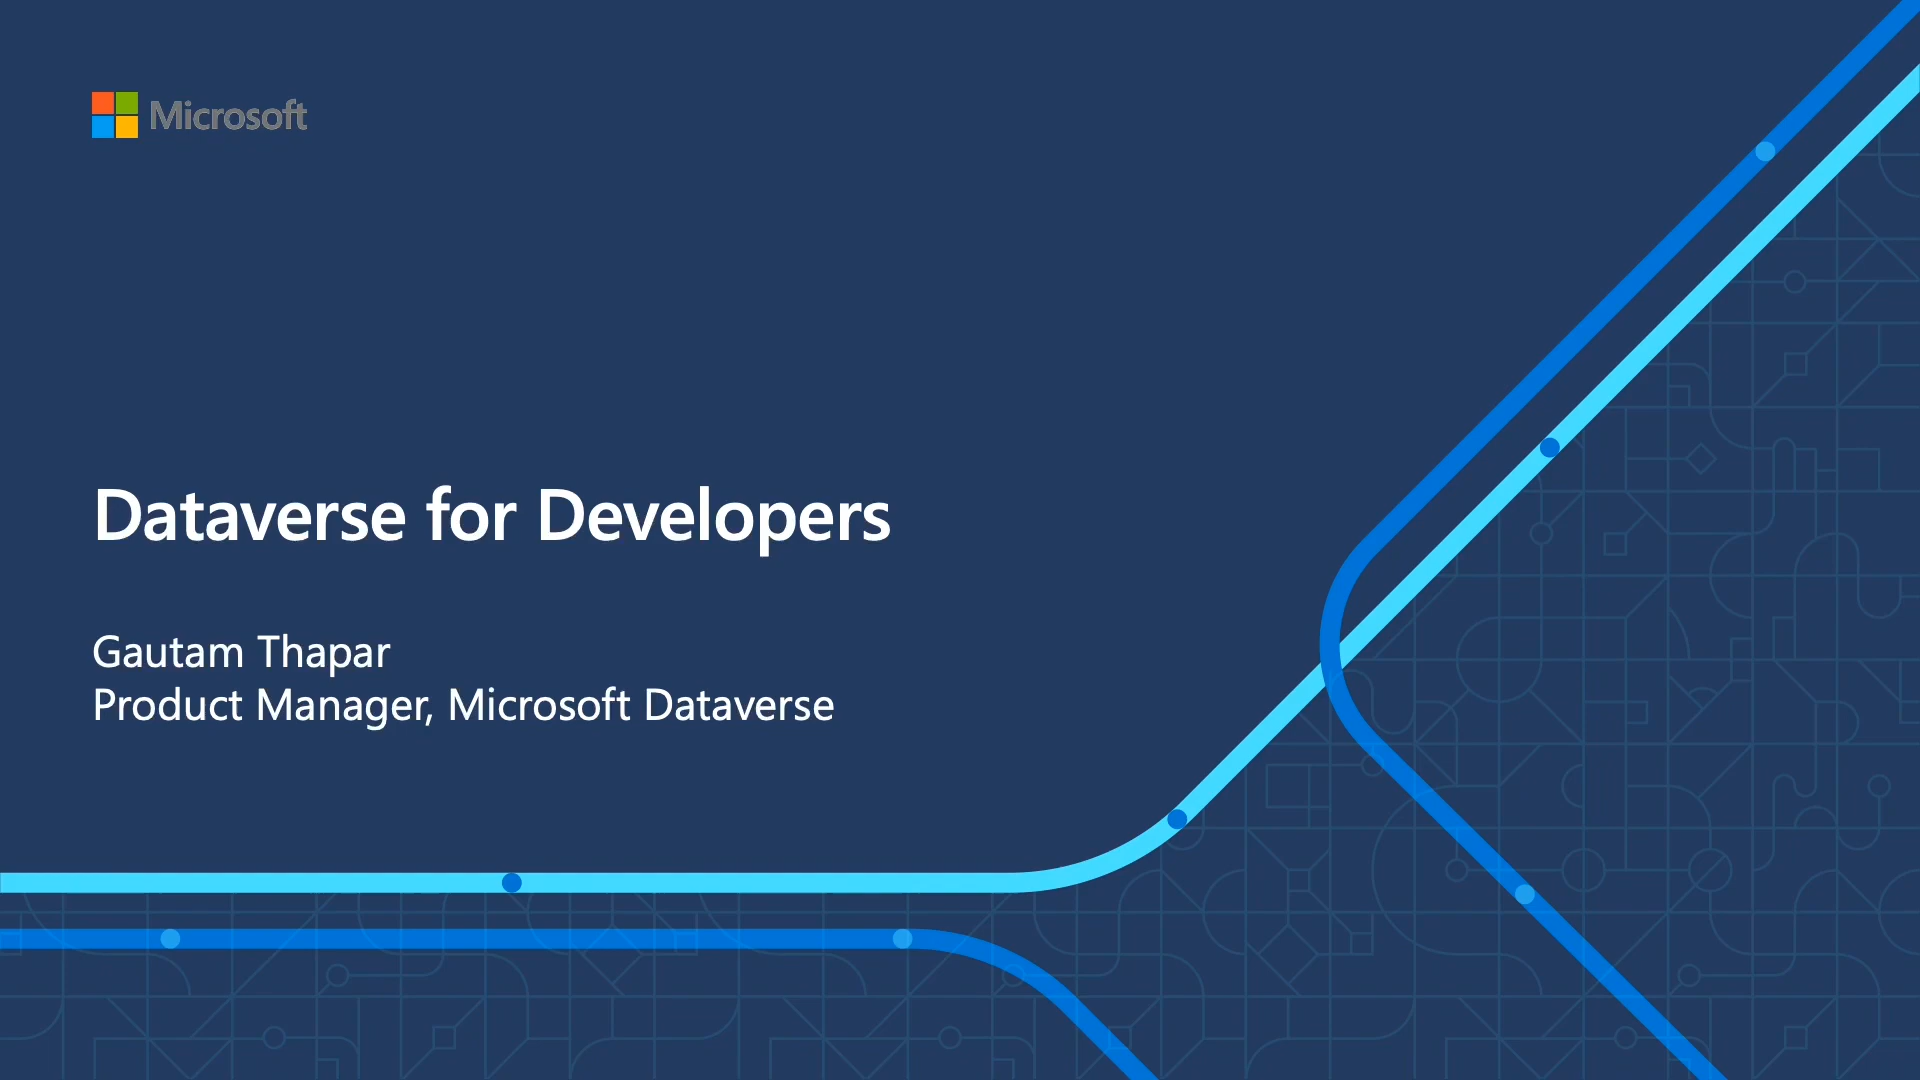 Microsoft
Dataverse for Developers
Gautam Thapar
Product Manager, Microsoft Dataverse